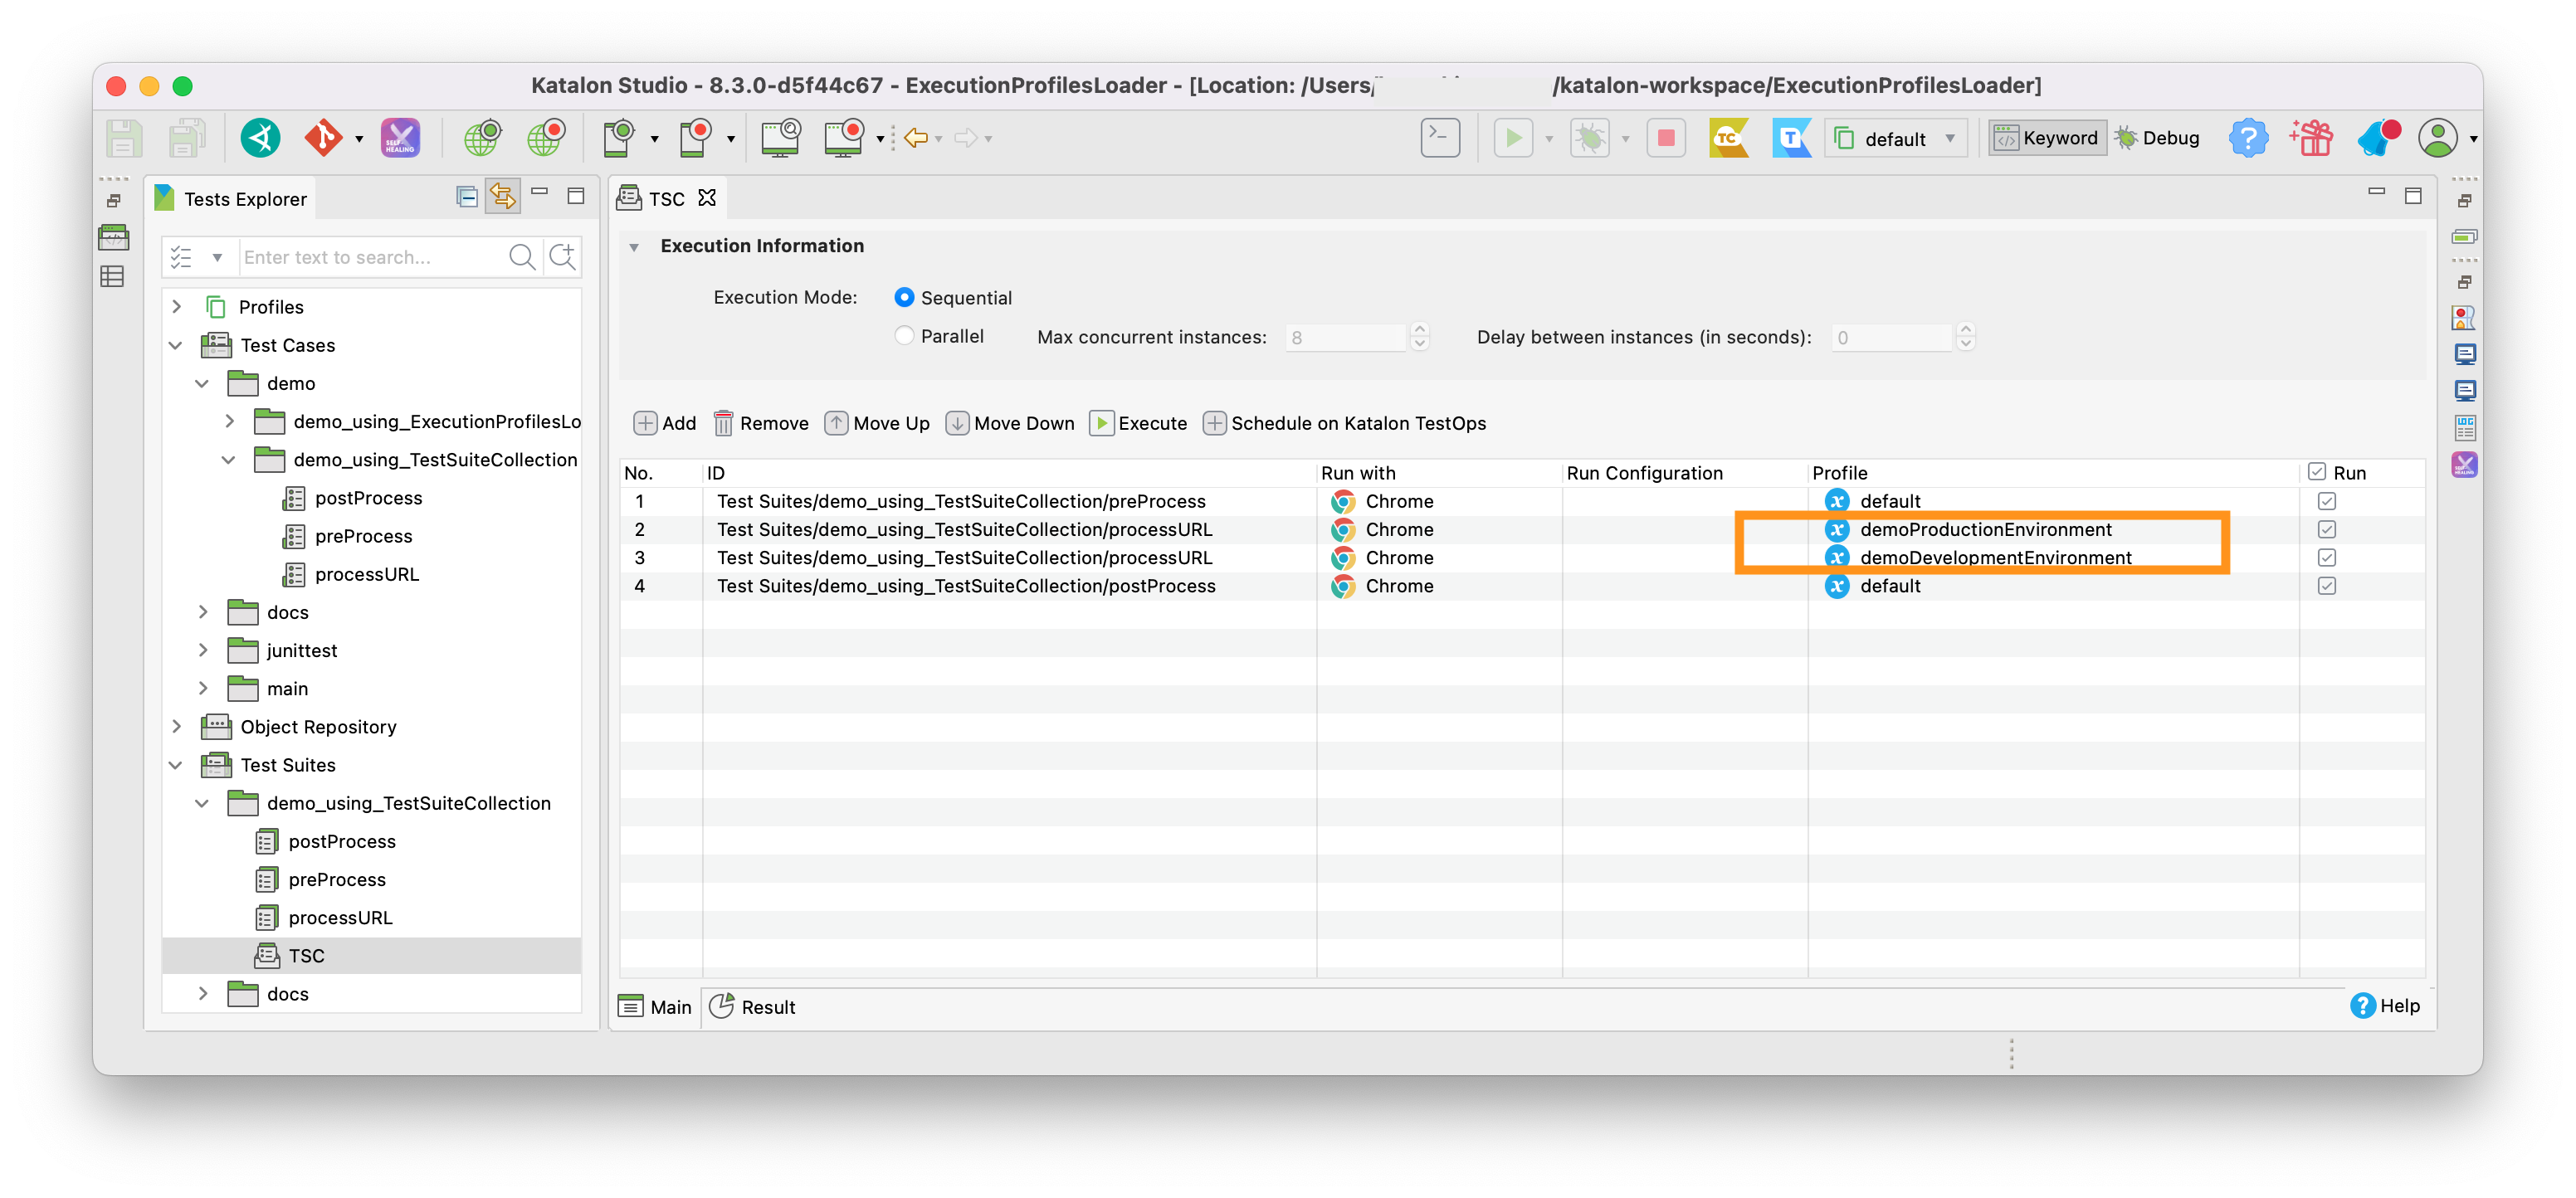 Katalon Studio - 8.3.0-d5f44c67 - ExecutionProfilesLoader - [Location: /Users/ /katalon-workspace/ExecutionProfilesLoader]
SELF HEALING TC T default Keyword Debug ?
Tests Explorer
TSC
Enter text to search...
Execution Information
Execution Mode: Sequential
Parallel Max concurrent instances: 8 Delay between instances (in seconds): 0
Add Remove Move Up Move Down Execute Schedule on Katalon TestOps
No. ID Run with Run Configuration Profile Run
1 Test Suites/demo_using_TestSuiteCollection/preProcess Chrome x default
2 Test Suites/demo_using_TestSuiteCollection/processURL Chrome x demoProductionEnvironment
3 Test Suites/demo_using_TestSuiteCollection/processURL Chrome x demoDevelopmentEnvironment
4 Test Suites/demo_using_TestSuiteCollection/postProcess Chrome x default
Profiles
Test Cases
demo
demo_using_ExecutionProfilesLo
demo_using_TestSuiteCollection
postProcess
preProcess
processURL
docs
junittest
main
Object Repository
Test Suites
demo_using_TestSuiteCollection
postProcess
preProcess
processURL
TSC
docs
Main Result
? Help
LOG